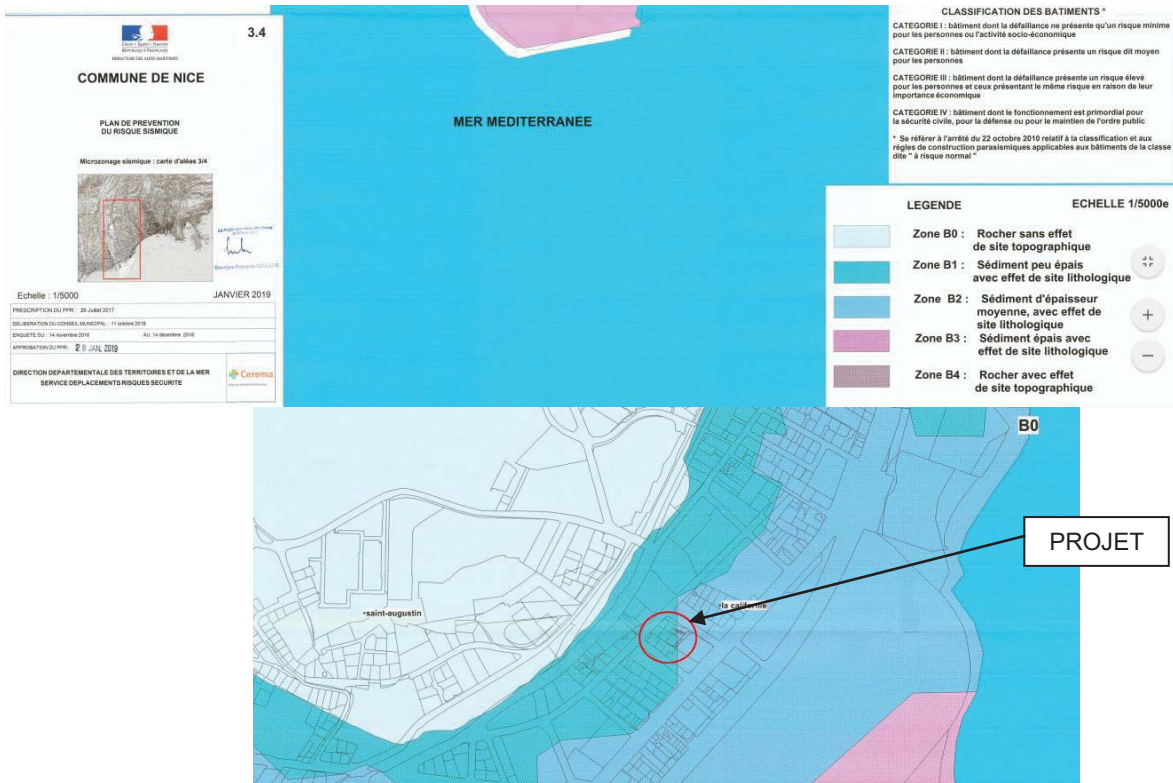 3.4
Liberté • Égalité • Fraternité
RÉPUBLIQUE FRANÇAISE
PREFECTURE DES ALPES-MARITIMES
COMMUNE DE NICE
PLAN DE PREVENTION
DU RISQUE SISMIQUE
Microzonage sismique : carte d'aléas 3/4
Echelle : 1/5000
JANVIER 2019
PRESCRIPTION DU PPR : 26 Juillet 2017
DELIBERATION DU CONSEIL MUNICIPAL : 11 octobre 2018
ENQUETE DU : 14 novembre 2018
AU: 14 décembre 2018
APPROBATION DU PPR : 28 JAN. 2019
DIRECTION DEPARTEMENTALE DES TERRITOIRES ET DE LA MER
SERVICE DEPLACEMENTS RISQUES SECURITE
Cerema
MER MEDITERRANEE
CLASSIFICATION DES BATIMENTS *
CATEGORIE I : bâtiment dont la défaillance ne présente qu'un risque minime
pour les personnes ou l'activité socio-économique
CATEGORIE II : bâtiment dont la défaillance présente un risque dit moyen
pour les personnes
CATEGORIE III : bâtiment dont la défaillance présente un risque élevé
pour les personnes et ceux présentant le même risque en raison de leur
importance économique
CATEGORIE IV : bâtiment dont le fonctionnement est primordial pour
la sécurité civile, pour la défense ou pour le maintien de l'ordre public
* Se référer à l'arrêté du 22 octobre 2010 relatif à la classification et aux
règles de construction parasismiques applicables aux bâtiments de la classe
dite " à risque normal "
LEGENDE
ECHELLE 1/5000e
Zone B0 : Rocher sans effet
de site topographique
Zone B1 : Sédiment peu épais
avec effet de site lithologique
Zone B2 : Sédiment d'épaisseur
moyenne, avec effet de
site lithologique
Zone B3 : Sédiment épais avec
effet de site lithologique
Zone B4 : Rocher avec effet
de site topographique
B0
PROJET
saint-augustin
la californie